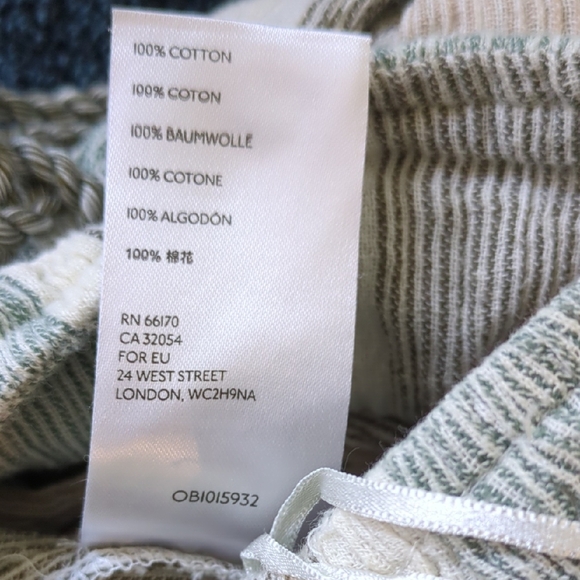 100% COTTON
100% COTON
100% BAUMWOLLE
100% COTONE
100% ALGODÓN
100% 棉花
RN 66170
CA 32054
FOR EU
24 WEST STREET
LONDON, WC2H9NA
OB1015932